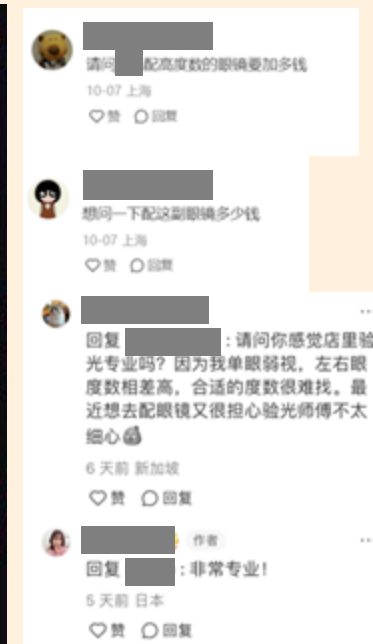 请问 配高度数的眼镜要加多钱
10-07 上海
赞 回复
想问一下配这副眼镜多少钱
10-07 上海
赞 回复
回复 : 请问你感觉店里验
光专业吗？因为我单眼弱视，左右眼
度数相差高，合适的度数很难找。最
近想去配眼镜又很担心验光师傅不太
细心
6 天前 新加坡
赞 回复
作者
回复 : 非常专业！
5 天前 日本
赞 回复